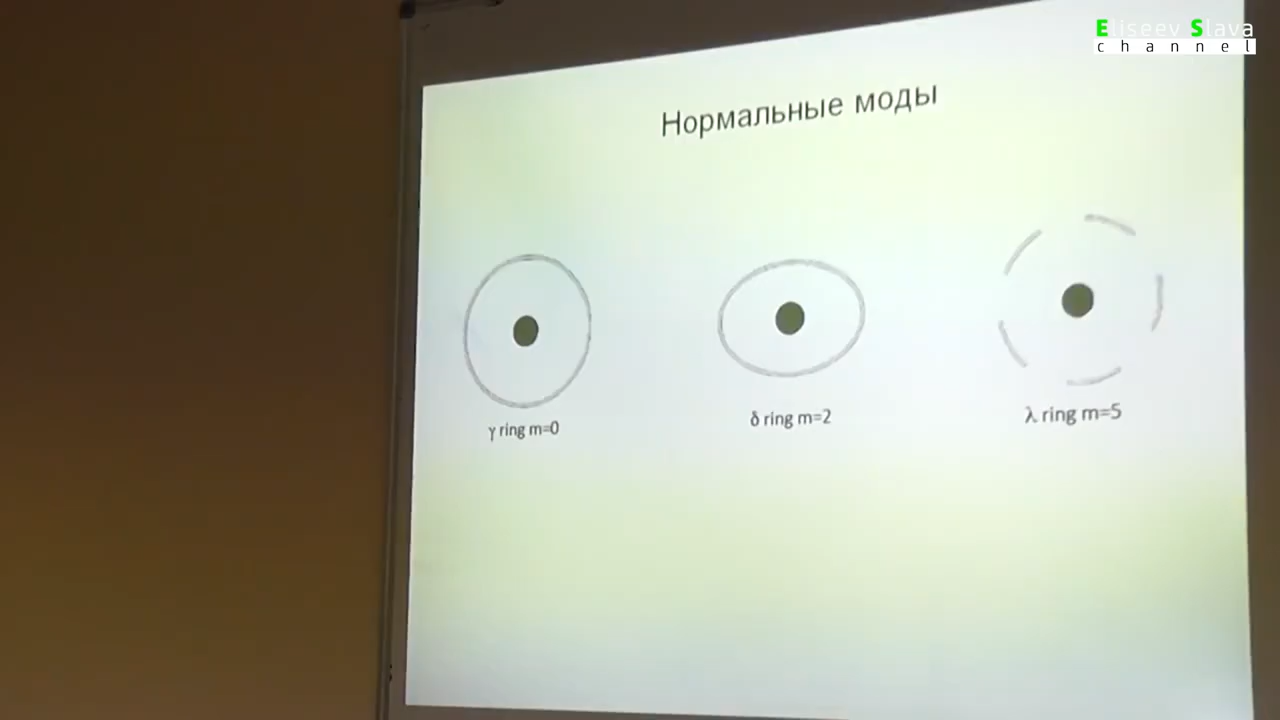 Eliseev Slava
channel
Нормальные моды
γ ring m=0
δ ring m=2
λ ring m=5